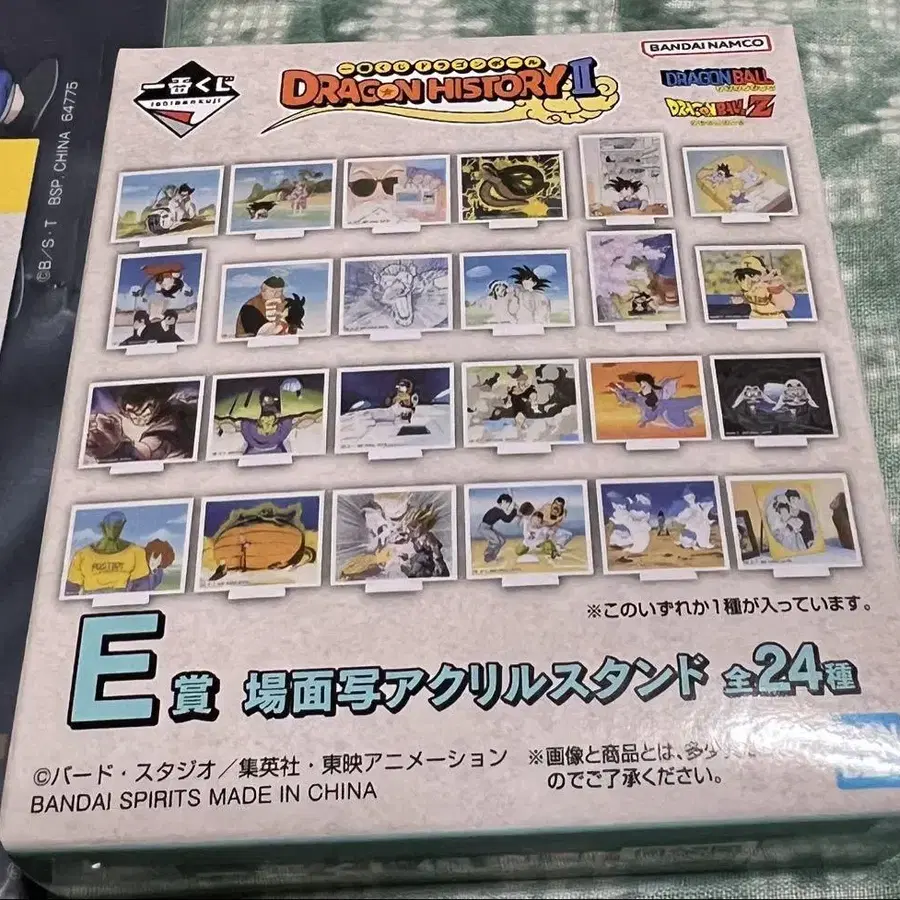 一番くじドラゴンボール
BANDAI NAMCO
一番くじ
ICHIBANKUJI
DRAGON HISTORY II
DRAGON BALL
DRAGON BALL Z
©B/S・T BSP CHINA 64775
POSTBOY
※このいずれか1種が入っています。
E賞 場面写アクリルスタンド 全24種
©バード・スタジオ／集英社・東映アニメーション
※画像と商品とは、多少
BANDAI SPIRITS MADE IN CHINA
のでご了承ください。